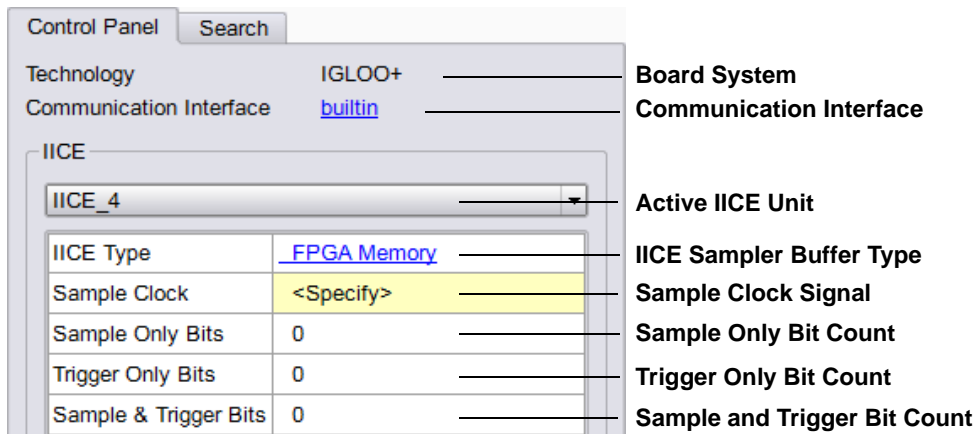 Control Panel Search
Technology IGLOO+ Board System
Communication Interface builtin Communication Interface
IICE
IICE_4 Active IICE Unit
IICE Type _FPGA Memory IICE Sampler Buffer Type
Sample Clock <Specify> Sample Clock Signal
Sample Only Bits 0 Sample Only Bit Count
Trigger Only Bits 0 Trigger Only Bit Count
Sample & Trigger Bits 0 Sample and Trigger Bit Count